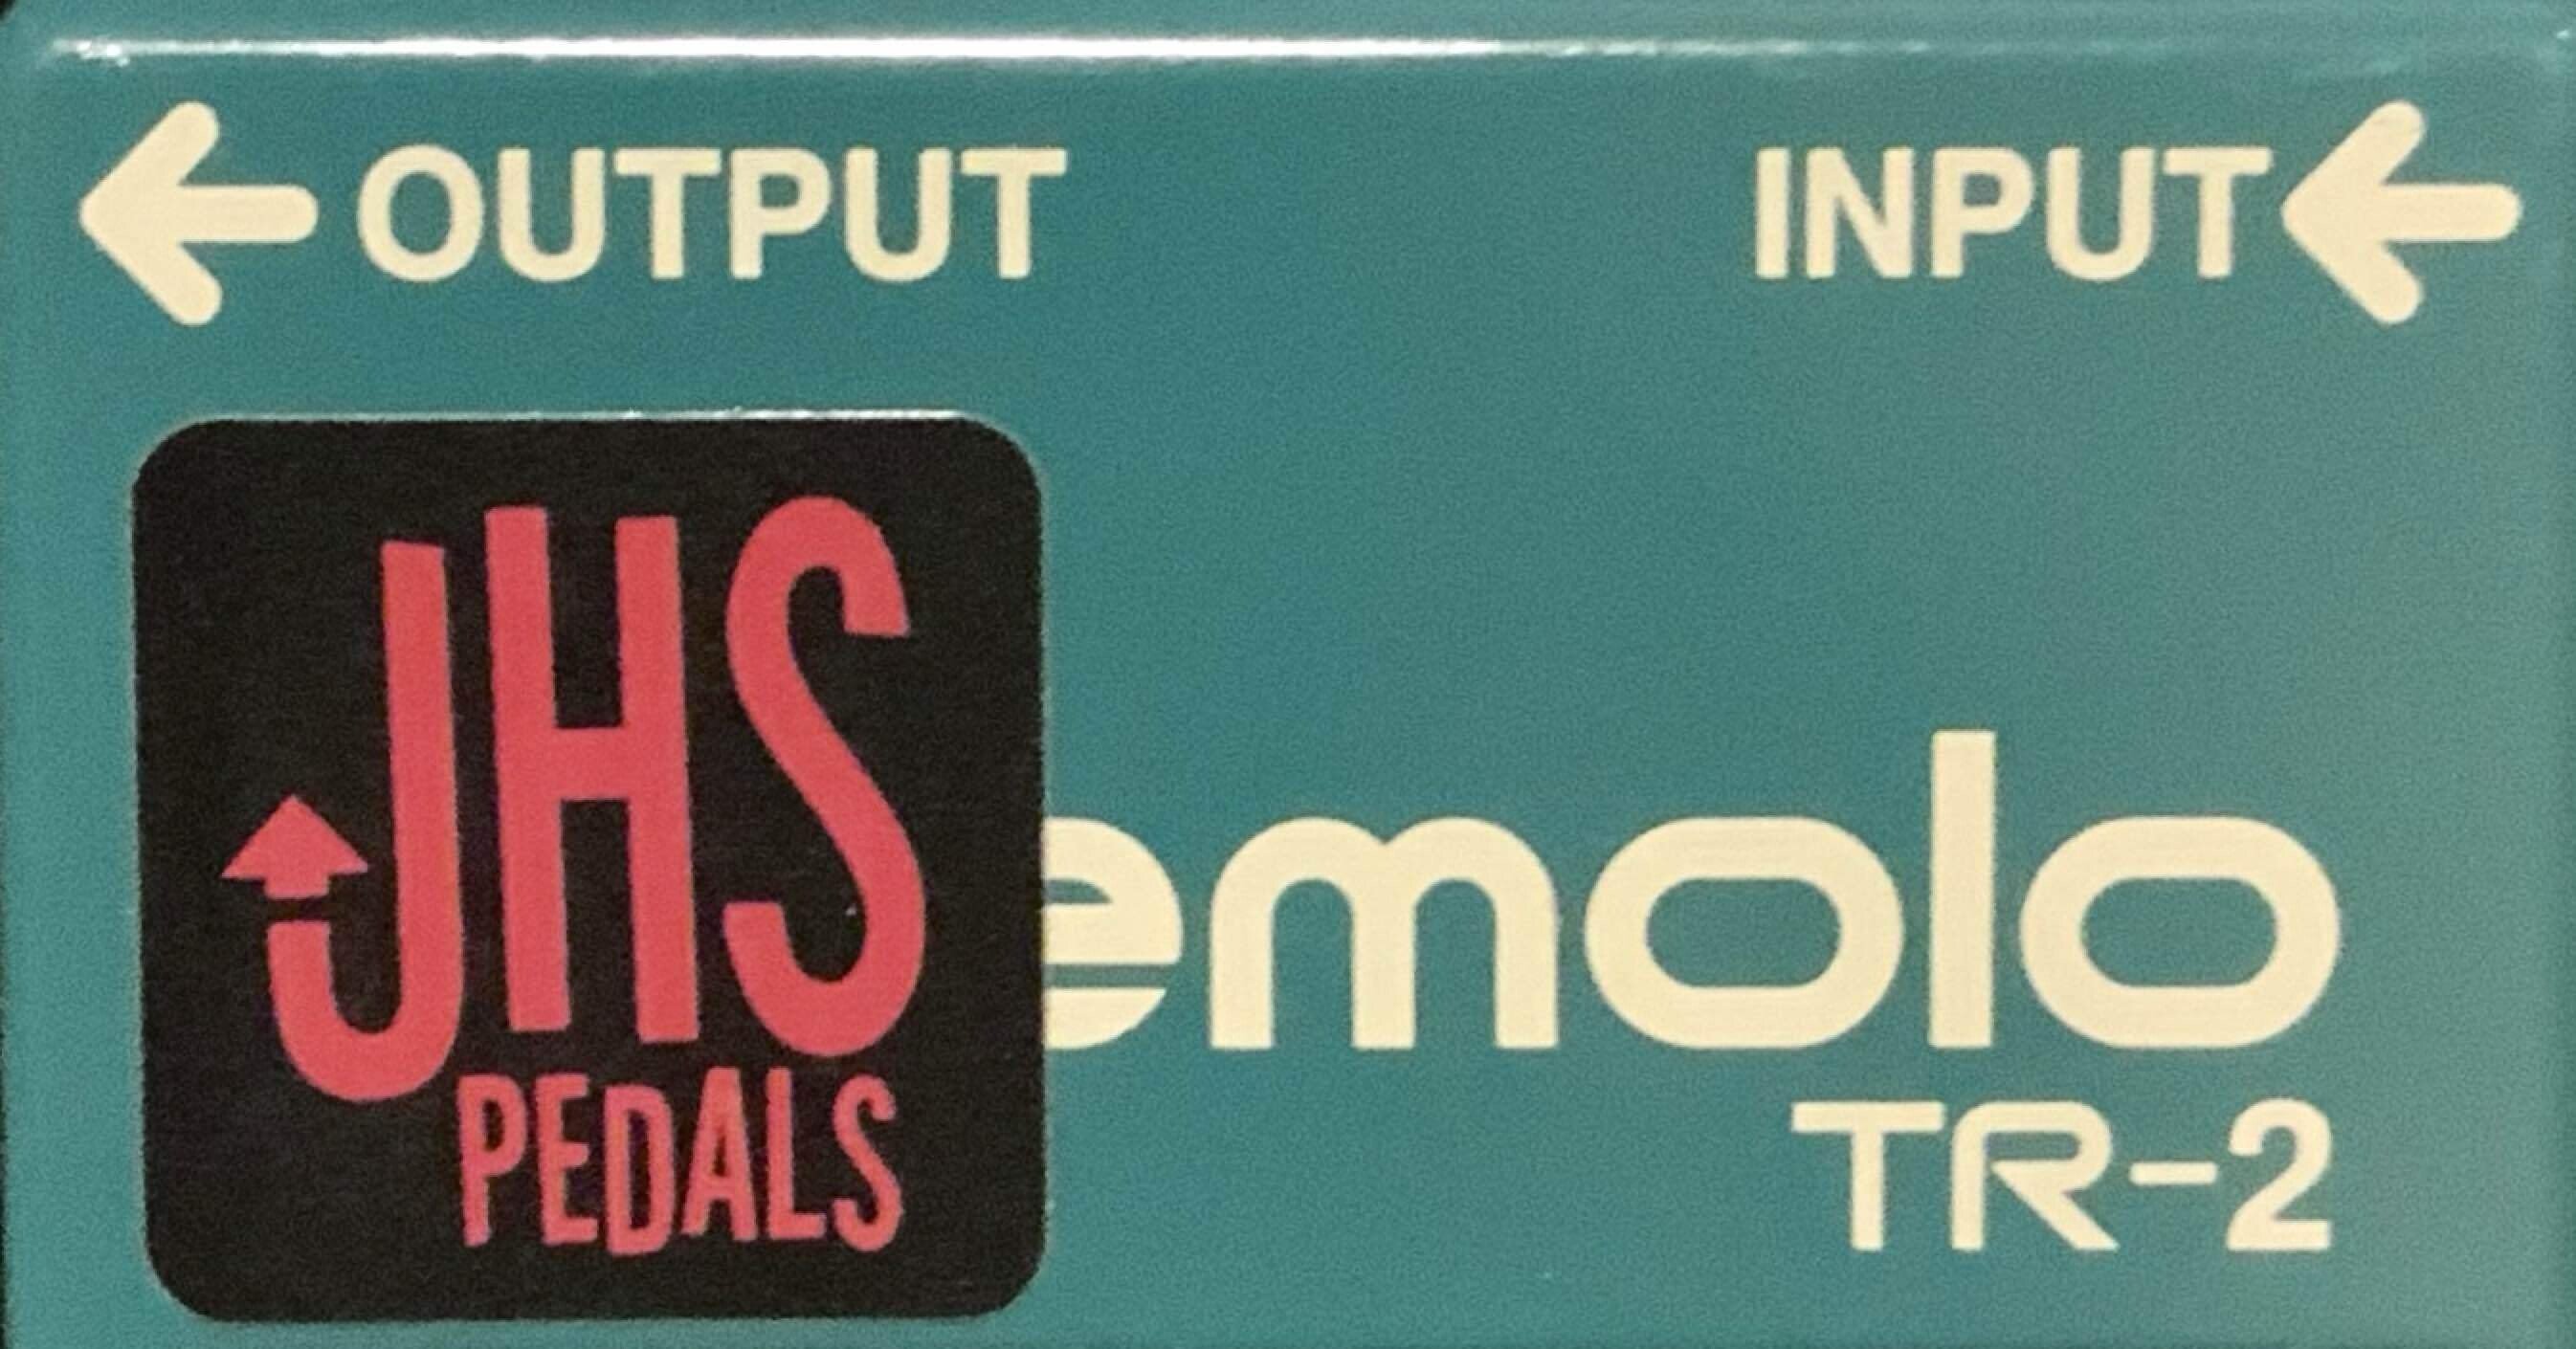 OUTPUT INPUT
JHS
PEDALS
emolo
TR-2